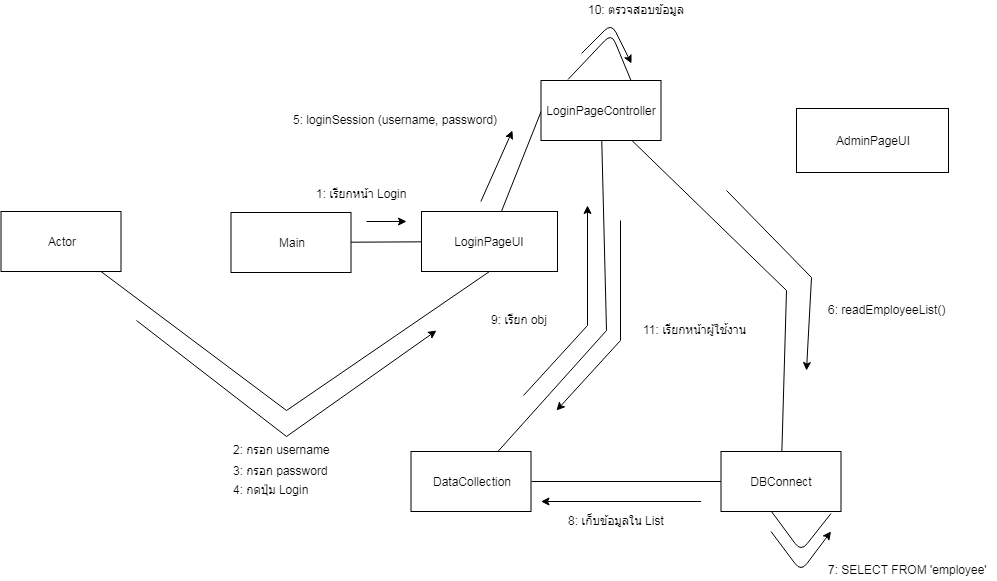 10: ตรวจสอบข้อมูล
LoginPageController
5: loginSession (username, password)
AdminPageUI
1: เรียกหน้า Login
Actor
Main
LoginPageUI
9: เรียก obj
11: เรียกหน้าผู้ใช้งาน
6: readEmployeeList()
2: กรอก username
3: กรอก password
4: กดปุ่ม Login
DataCollection
DBConnect
8: เก็บข้อมูลใน List
7: SELECT FROM 'employee'